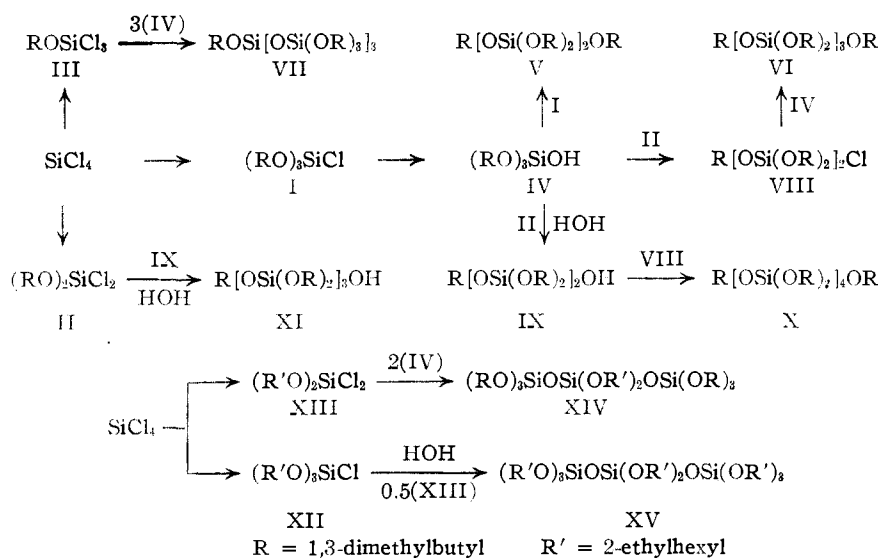 3(IV)
ROSiCl₃ → ROSi[OSi(OR)₃]₃ R[OSi(OR)₂]₂OR R[OSi(OR)₂]₃OR
III VII V VI
↑ ↑ I ↑ IV
II
SiCl₄ → (RO)₃SiCl → (RO)₃SiOH → R[OSi(OR)₂]₂Cl
I IV VIII
↓ II ↓ HOH
IX VIII
(RO)₂SiCl₂ → R[OSi(OR)₂]₃OH R[OSi(OR)₂]₂OH → R[OSi(OR)₂]₄OR
HOH
II XI IX X
2(IV)
(R′O)₂SiCl₂ → (RO)₃SiOSi(OR′)₂OSi(OR)₃
XIII XIV
SiCl₄
HOH
(R′O)₃SiCl → (R′O)₃SiOSi(OR′)₂OSi(OR′)₃
0.5(XIII)
XII XV
R = 1,3-dimethylbutyl R′ = 2-ethylhexyl